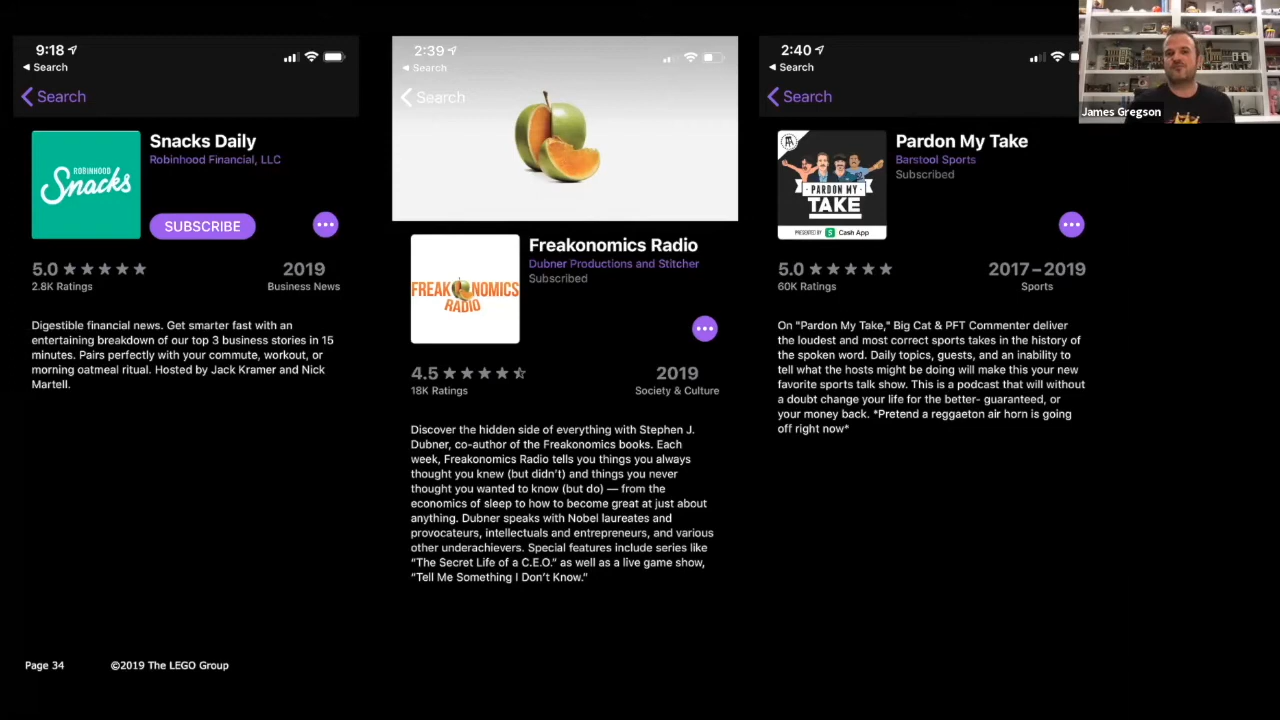 9:18
◀ Search
Search
ROBINHOOD
Snacks
Snacks Daily
Robinhood Financial, LLC
SUBSCRIBE
5.0 ★★★★★
2.8K Ratings
2019
Business News
Digestible financial news. Get smarter fast with an
entertaining breakdown of our top 3 business stories in 15
minutes. Pairs perfectly with your commute, workout, or
morning oatmeal ritual. Hosted by Jack Kramer and Nick
Martell.
2:39
◀ Search
Search
FREAKONOMICS
RADIO
Freakonomics Radio
Dubner Productions and Stitcher
Subscribed
4.5
18K Ratings
2019
Society & Culture
Discover the hidden side of everything with Stephen J.
Dubner, co-author of the Freakonomics books. Each
week, Freakonomics Radio tells you things you always
thought you knew (but didn't) and things you never
thought you wanted to know (but do) — from the
economics of sleep to how to become great at just about
anything. Dubner speaks with Nobel laureates and
provocateurs, intellectuals and entrepreneurs, and various
other underachievers. Special features include series like
“The Secret Life of a C.E.O.” as well as a live game show,
“Tell Me Something I Don't Know.”
2:40
◀ Search
Search
PARDON MY
TAKE
PRESENTED BY Cash App
Pardon My Take
Barstool Sports
Subscribed
5.0 ★★★★★
60K Ratings
2017–2019
Sports
On "Pardon My Take," Big Cat & PFT Commenter deliver
the loudest and most correct sports takes in the history of
the spoken word. Daily topics, guests, and an inability to
tell what the hosts might be doing will make this your new
favorite sports talk show. This is a podcast that will without
a doubt change your life for the better- guaranteed, or
your money back. *Pretend a reggaeton air horn is going
off right now*
James Gregson
Page 34
©2019 The LEGO Group